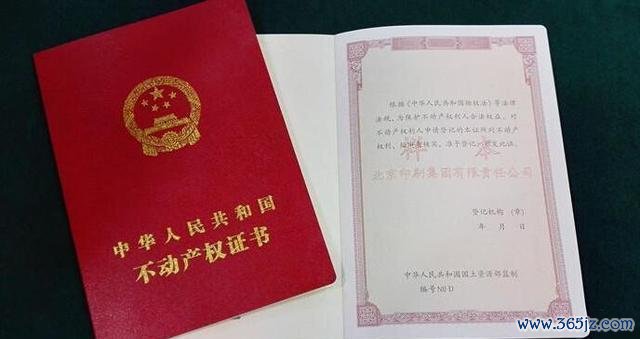 中华人民共和国
不动产权证书
根据《中华人民共和国物权法》等法律
法规，为保护不动产权利人合法权益，对
不动产权利人申请登记的本证所列不动产
权利，经审查核实，准予登记，颁发此证。
样 本
北京印刷集团有限责任公司
登记机构（章）
年 月 日
中华人民共和国国土资源部监制
编号№ D
www.365jz.com